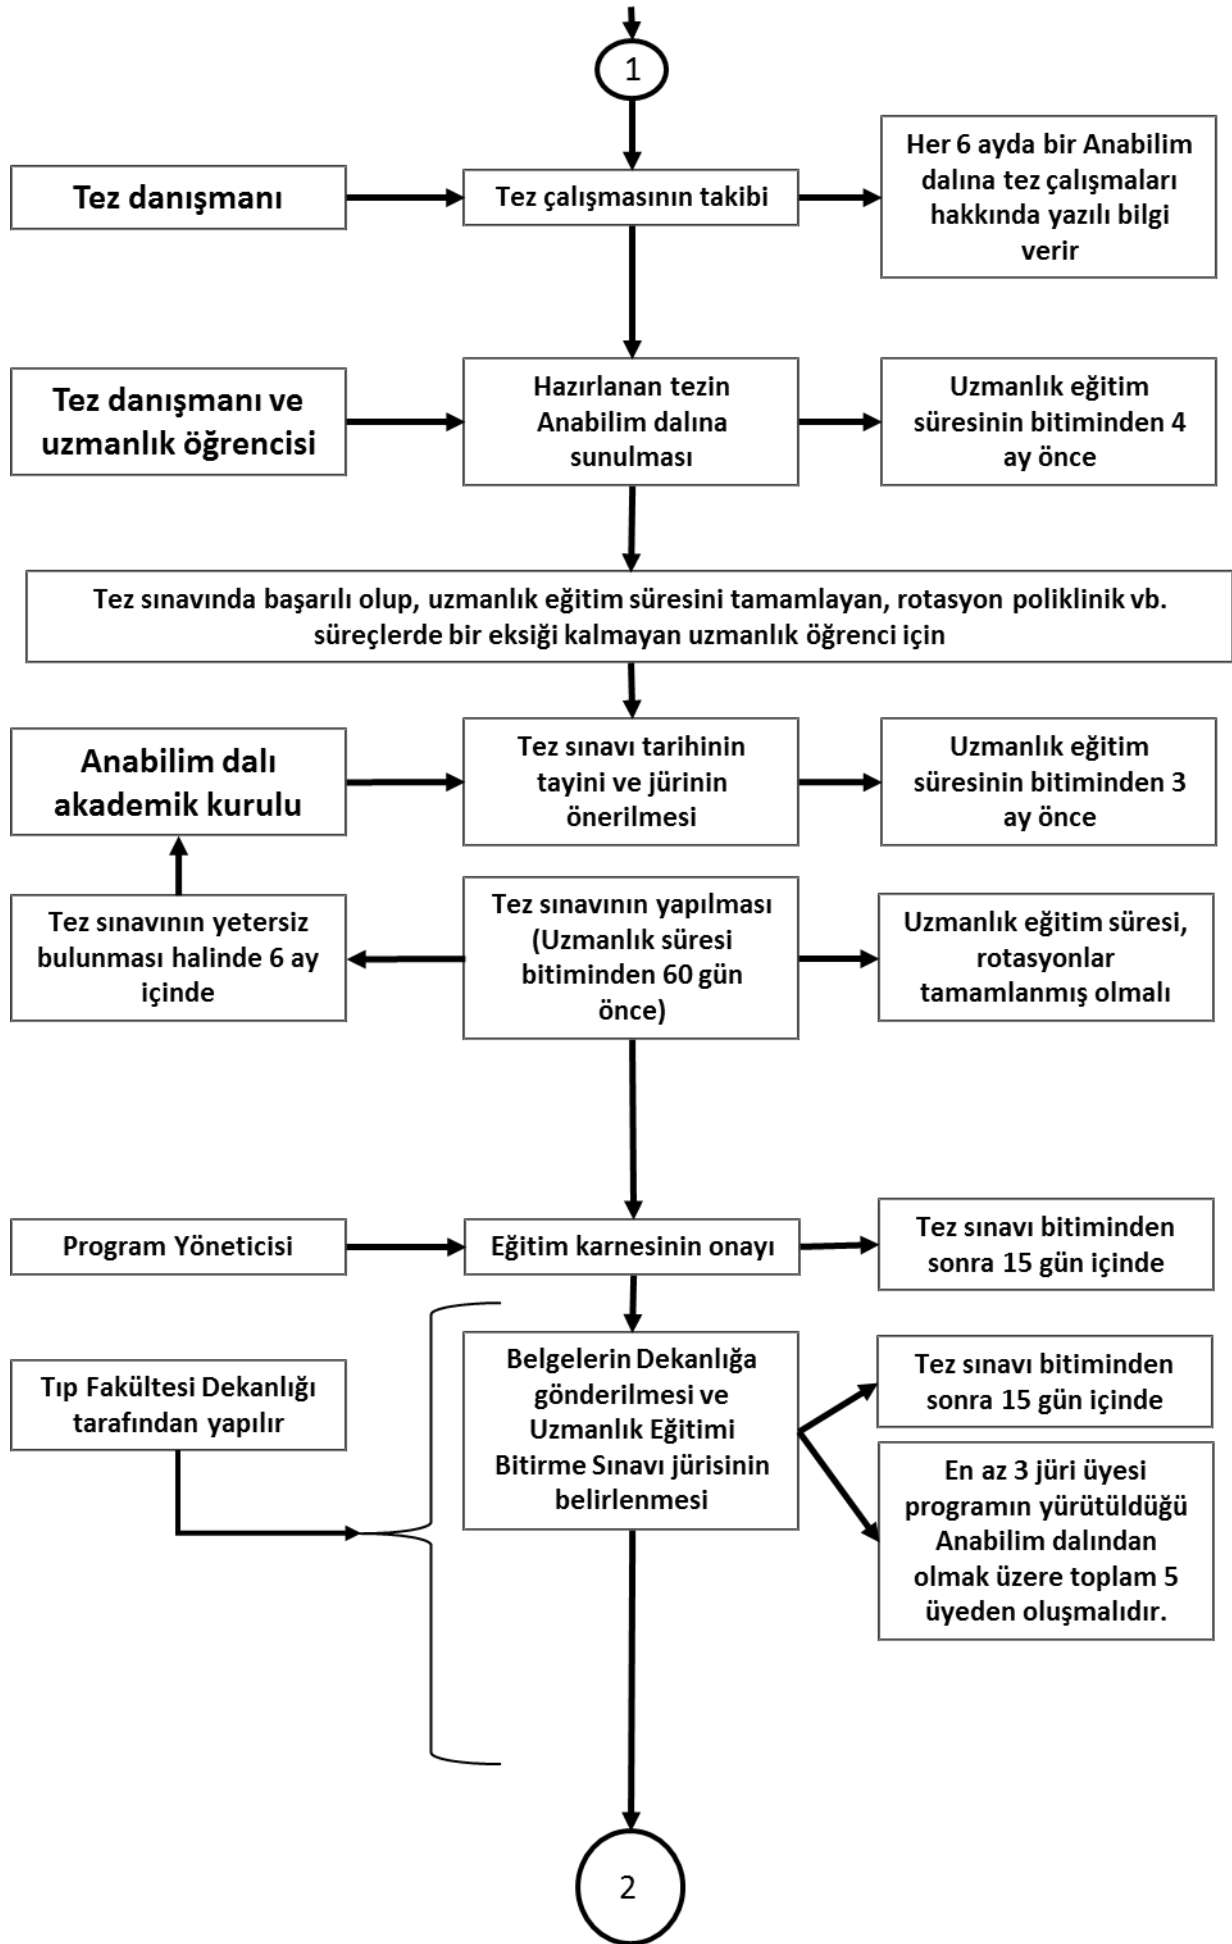 1
Tez danışmanı
Tez çalışmasının takibi
Her 6 ayda bir Anabilim
dalına tez çalışmaları
hakkında yazılı bilgi
verir
Tez danışmanı ve
uzmanlık öğrencisi
Hazırlanan tezin
Anabilim dalına
sunulması
Uzmanlık eğitim
süresinin bitiminden 4
ay önce
Tez sınavında başarılı olup, uzmanlık eğitim süresini tamamlayan, rotasyon poliklinik vb.
süreçlerde bir eksiği kalmayan uzmanlık öğrenci için
Anabilim dalı
akademik kurulu
Tez sınavı tarihinin
tayini ve jürinin
önerilmesi
Uzmanlık eğitim
süresinin bitiminden 3
ay önce
Tez sınavının yetersiz
bulunması halinde 6 ay
içinde
Tez sınavının yapılması
(Uzmanlık süresi
bitiminden 60 gün
önce)
Uzmanlık eğitim süresi,
rotasyonlar
tamamlanmış olmalı
Program Yöneticisi
Eğitim karnesinin onayı
Tez sınavı bitiminden
sonra 15 gün içinde
Tıp Fakültesi Dekanlığı
tarafından yapılır
Belgelerin Dekanlığa
gönderilmesi ve
Uzmanlık Eğitimi
Bitirme Sınavı jürisinin
belirlenmesi
Tez sınavı bitiminden
sonra 15 gün içinde
En az 3 jüri üyesi
programın yürütüldüğü
Anabilim dalından
olmak üzere toplam 5
üyeden oluşmalıdır.
2